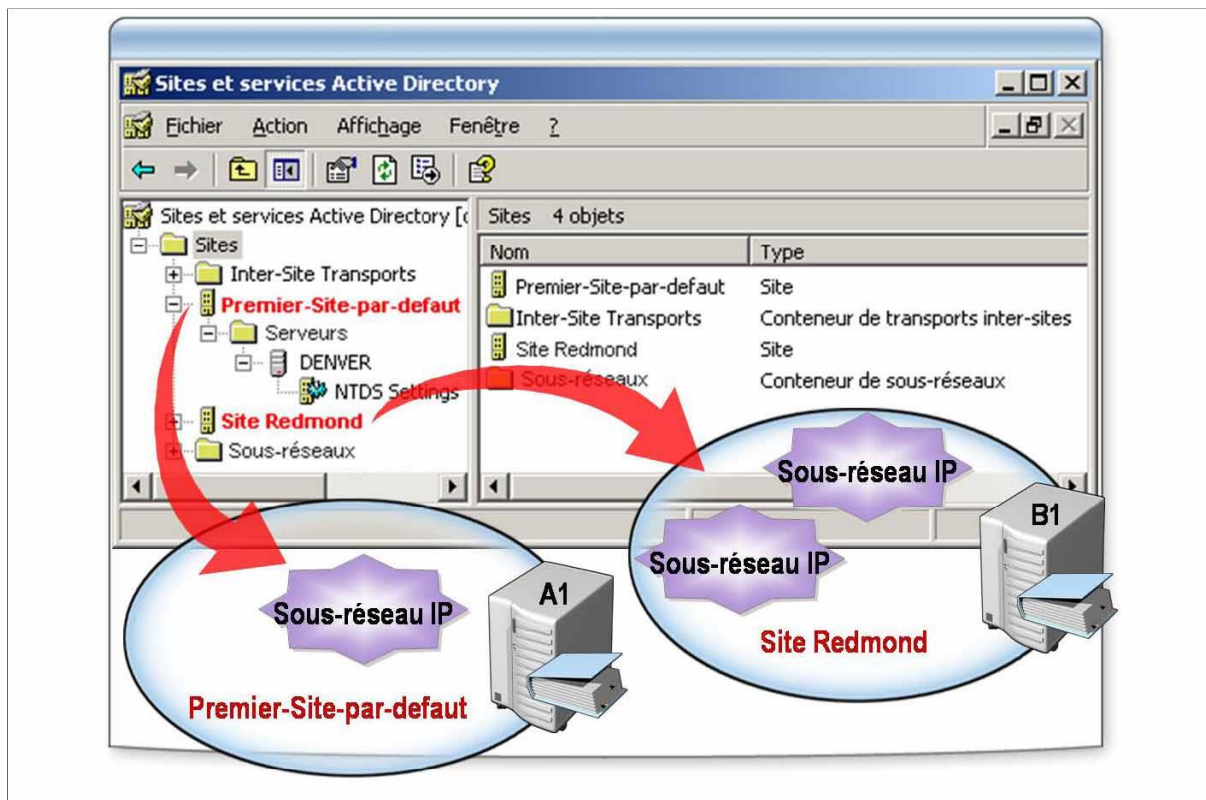 Sites et services Active Directory
Fichier Action Affichage Fenêtre ?
Sites et services Active Directory [
Sites
Inter-Site Transports
Premier-Site-par-defaut
Serveurs
DENVER
NTDS Settings
Site Redmond
Sous-réseaux
Sites 4 objets
Nom Type
Premier-Site-par-defaut Site
Inter-Site Transports Conteneur de transports inter-sites
Site Redmond Site
Sous-réseaux Conteneur de sous-réseaux
Sous-réseau IP
B1
Sous-réseau IP
Site Redmond
A1
Sous-réseau IP
Premier-Site-par-defaut